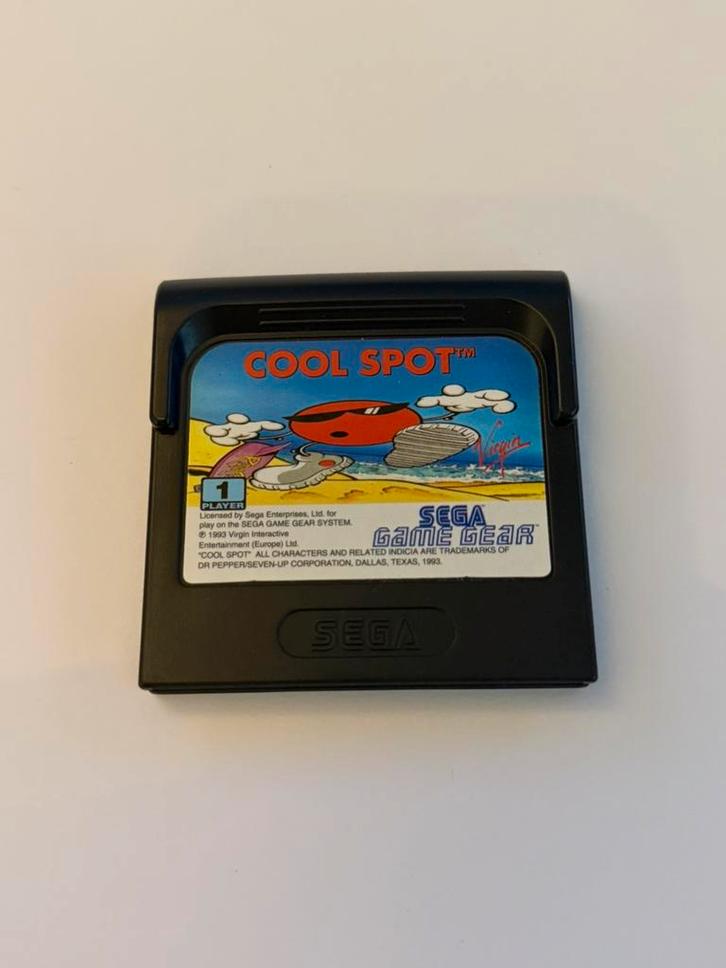 COOL SPOT™
Virgin
1
PLAYER
Licensed by Sega Enterprises, Ltd. for
play on the SEGA GAME GEAR SYSTEM.
℗ 1993 Virgin Interactive
Entertainment (Europe) Ltd.
SEGA
GAME GEAR™
"COOL SPOT" ALL CHARACTERS AND RELATED INDICIA ARE TRADEMARKS OF
DR PEPPER/SEVEN-UP CORPORATION, DALLAS, TEXAS, 1993.
SEGA